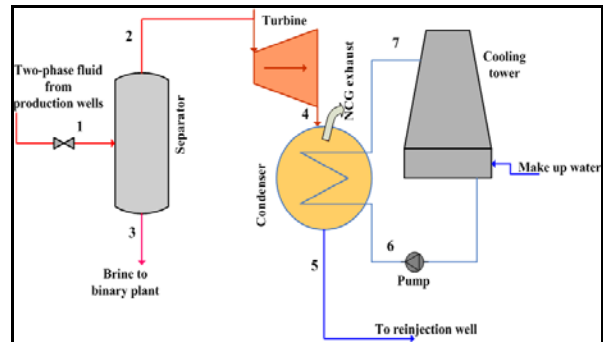 2
Turbine
7
Cooling
tower
Two-phase fluid
from
production wells
1
Separator
4
NCG exhaust
Make up water
Condenser
3
6
5
Pump
Brine to
binary plant
To reinjection well